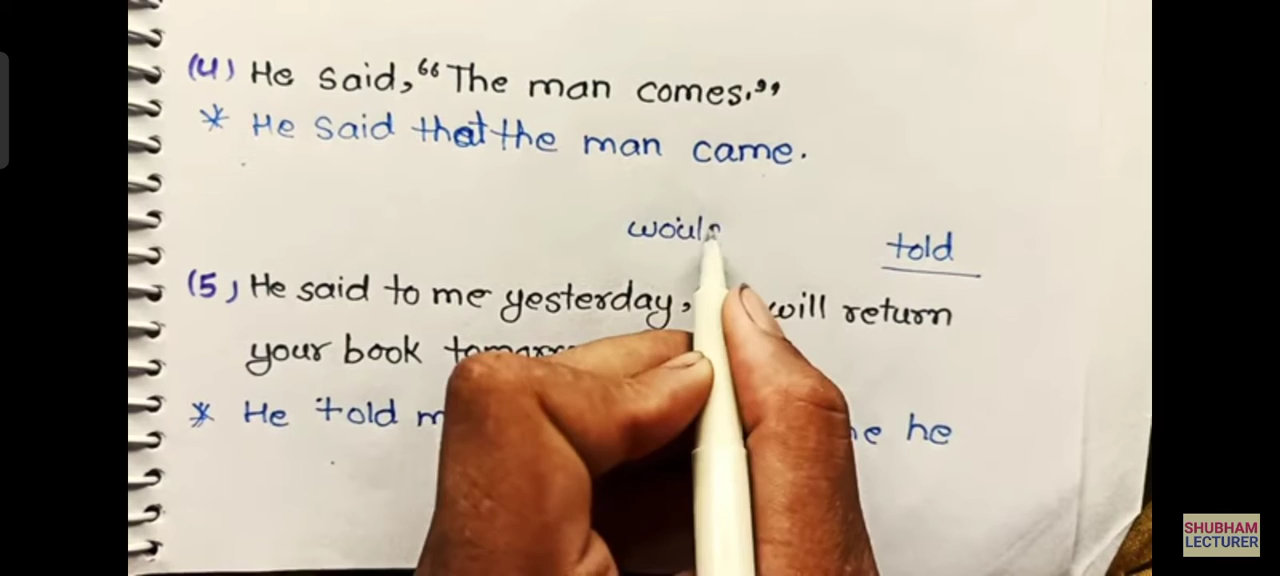 (4) He said, “The man comes.”
* He said that the man came.
would told
(5) He said to me yesterday, will return
your book
* He told he
SHUBHAM
LECTURER